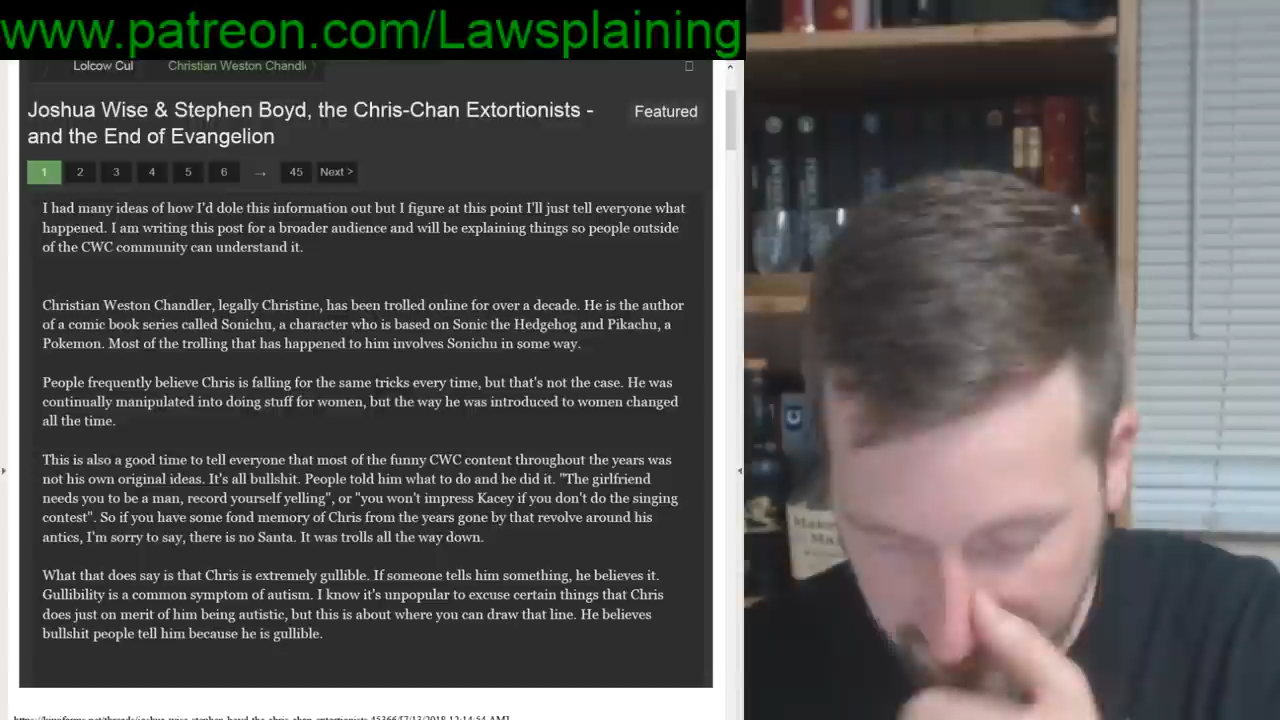 www.patreon.com/Lawsplaining
Lolcow Cul Christian Weston Chandl
Joshua Wise & Stephen Boyd, the Chris-Chan Extortionists -
and the End of Evangelion
Featured
1 2 3 4 5 6 → 45 Next >
I had many ideas of how I'd dole this information out but I figure at this point I'll just tell everyone what
happened. I am writing this post for a broader audience and will be explaining things so people outside
of the CWC community can understand it.
Christian Weston Chandler, legally Christine, has been trolled online for over a decade. He is the author
of a comic book series called Sonichu, a character who is based on Sonic the Hedgehog and Pikachu, a
Pokemon. Most of the trolling that has happened to him involves Sonichu in some way.
People frequently believe Chris is falling for the same tricks every time, but that's not the case. He was
continually manipulated into doing stuff for women, but the way he was introduced to women changed
all the time.
This is also a good time to tell everyone that most of the funny CWC content throughout the years was
not his own original ideas. It's all bullshit. People told him what to do and he did it. "The girlfriend
needs you to be a man, record yourself yelling", or "you won't impress Kacey if you don't do the singing
contest". So if you have some fond memory of Chris from the years gone by that revolve around his
antics, I'm sorry to say, there is no Santa. It was trolls all the way down.
What that does say is that Chris is extremely gullible. If someone tells him something, he believes it.
Gullibility is a common symptom of autism. I know it's unpopular to excuse certain things that Chris
does just on merit of him being autistic, but this is about where you can draw that line. He believes
bullshit people tell him because he is gullible.